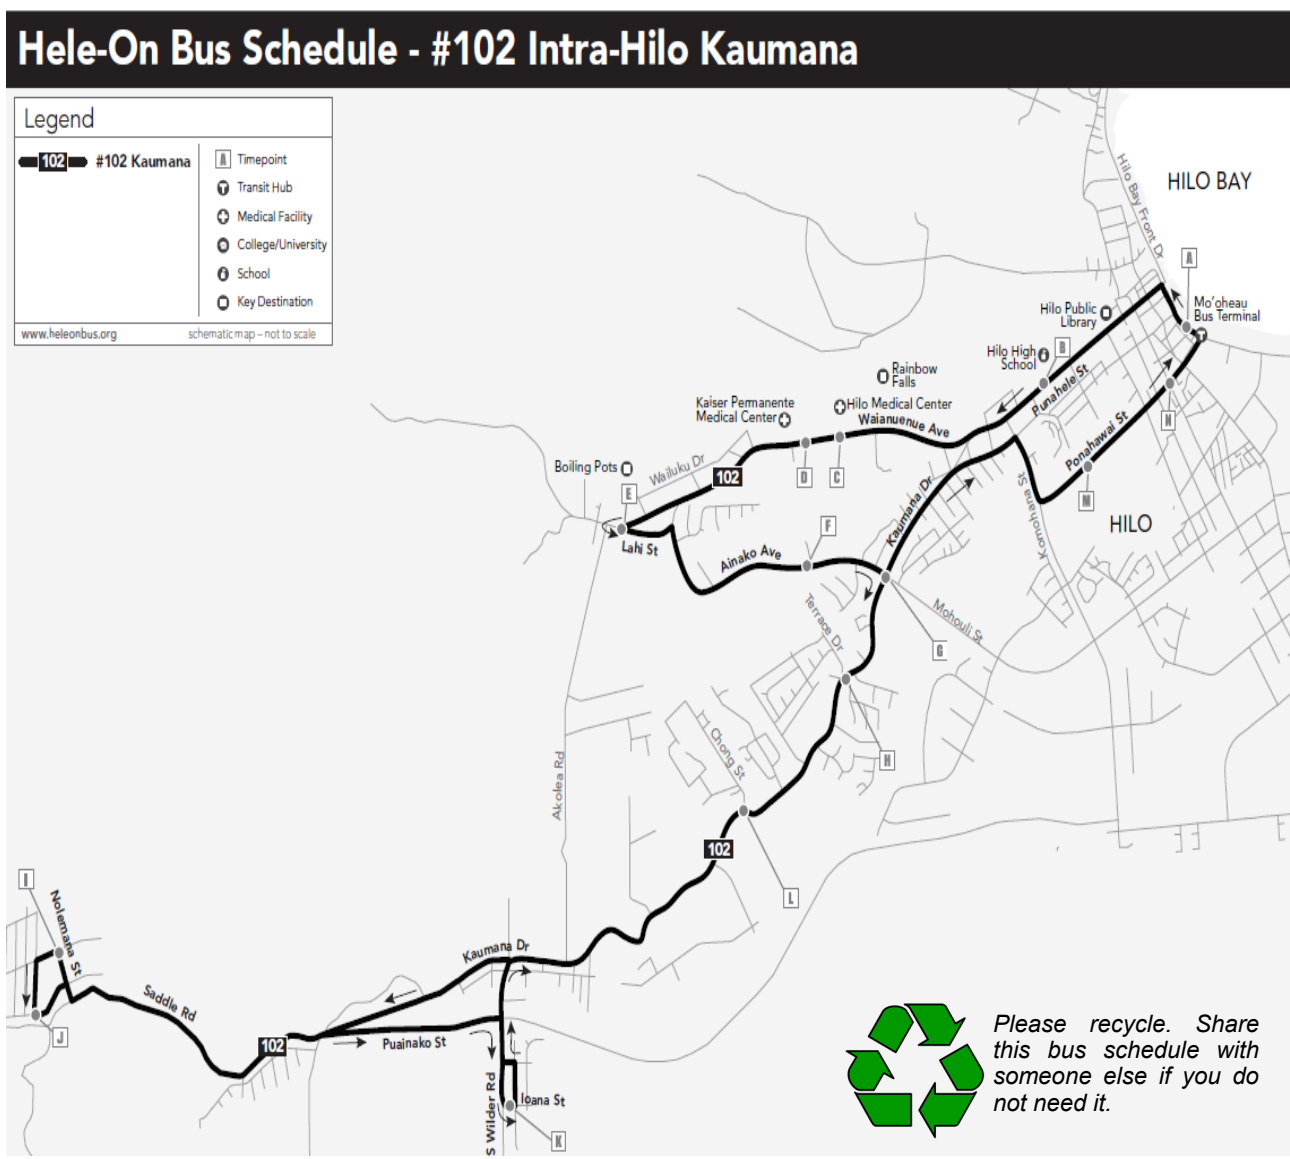 Hele-On Bus Schedule - #102 Intra-Hilo Kaumana
Legend
102 #102 Kaumana
A Timepoint
Transit Hub
Medical Facility
College/University
School
Key Destination
www.heleonbus.org schematic map – not to scale
HILO BAY
Hilo Bay Front Dr
A
Mo'oheau
Bus Terminal
Hilo Public
Library
B
Hilo High
School
Punahele St
Rainbow
Falls
Kaiser Permanente
Medical Center
Hilo Medical Center
Waianuenue Ave
N
Ponahawai St
M
HILO
Komohana St
Boiling Pots
E
Wailuku Dr
102
D
C
F
Kaumana Dr
Lahi St
Ainako Ave
Terrace Dr
Mohouli St
G
H
Chong St
Akolea Rd
102
L
I
Nolemana St
Kaumana Dr
Saddle Rd
J
102
Puainako St
S Wilder Rd
Ioana St
K
Please recycle. Share
this bus schedule with
someone else if you do
not need it.